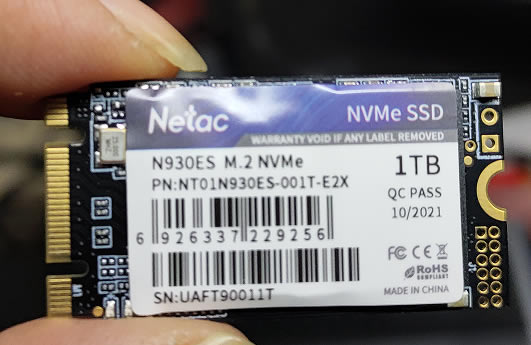 Netac
NVMe SSD
WARRANTY VOID IF ANY LABEL REMOVED
N930ES M.2 NVMe
PN:NT01N930ES-001T-E2X
1TB
QC PASS
10/2021
6 926337 229256
FC CE
RoHS
COMPLIANT
SN:UAFT90011T
MADE IN CHINA